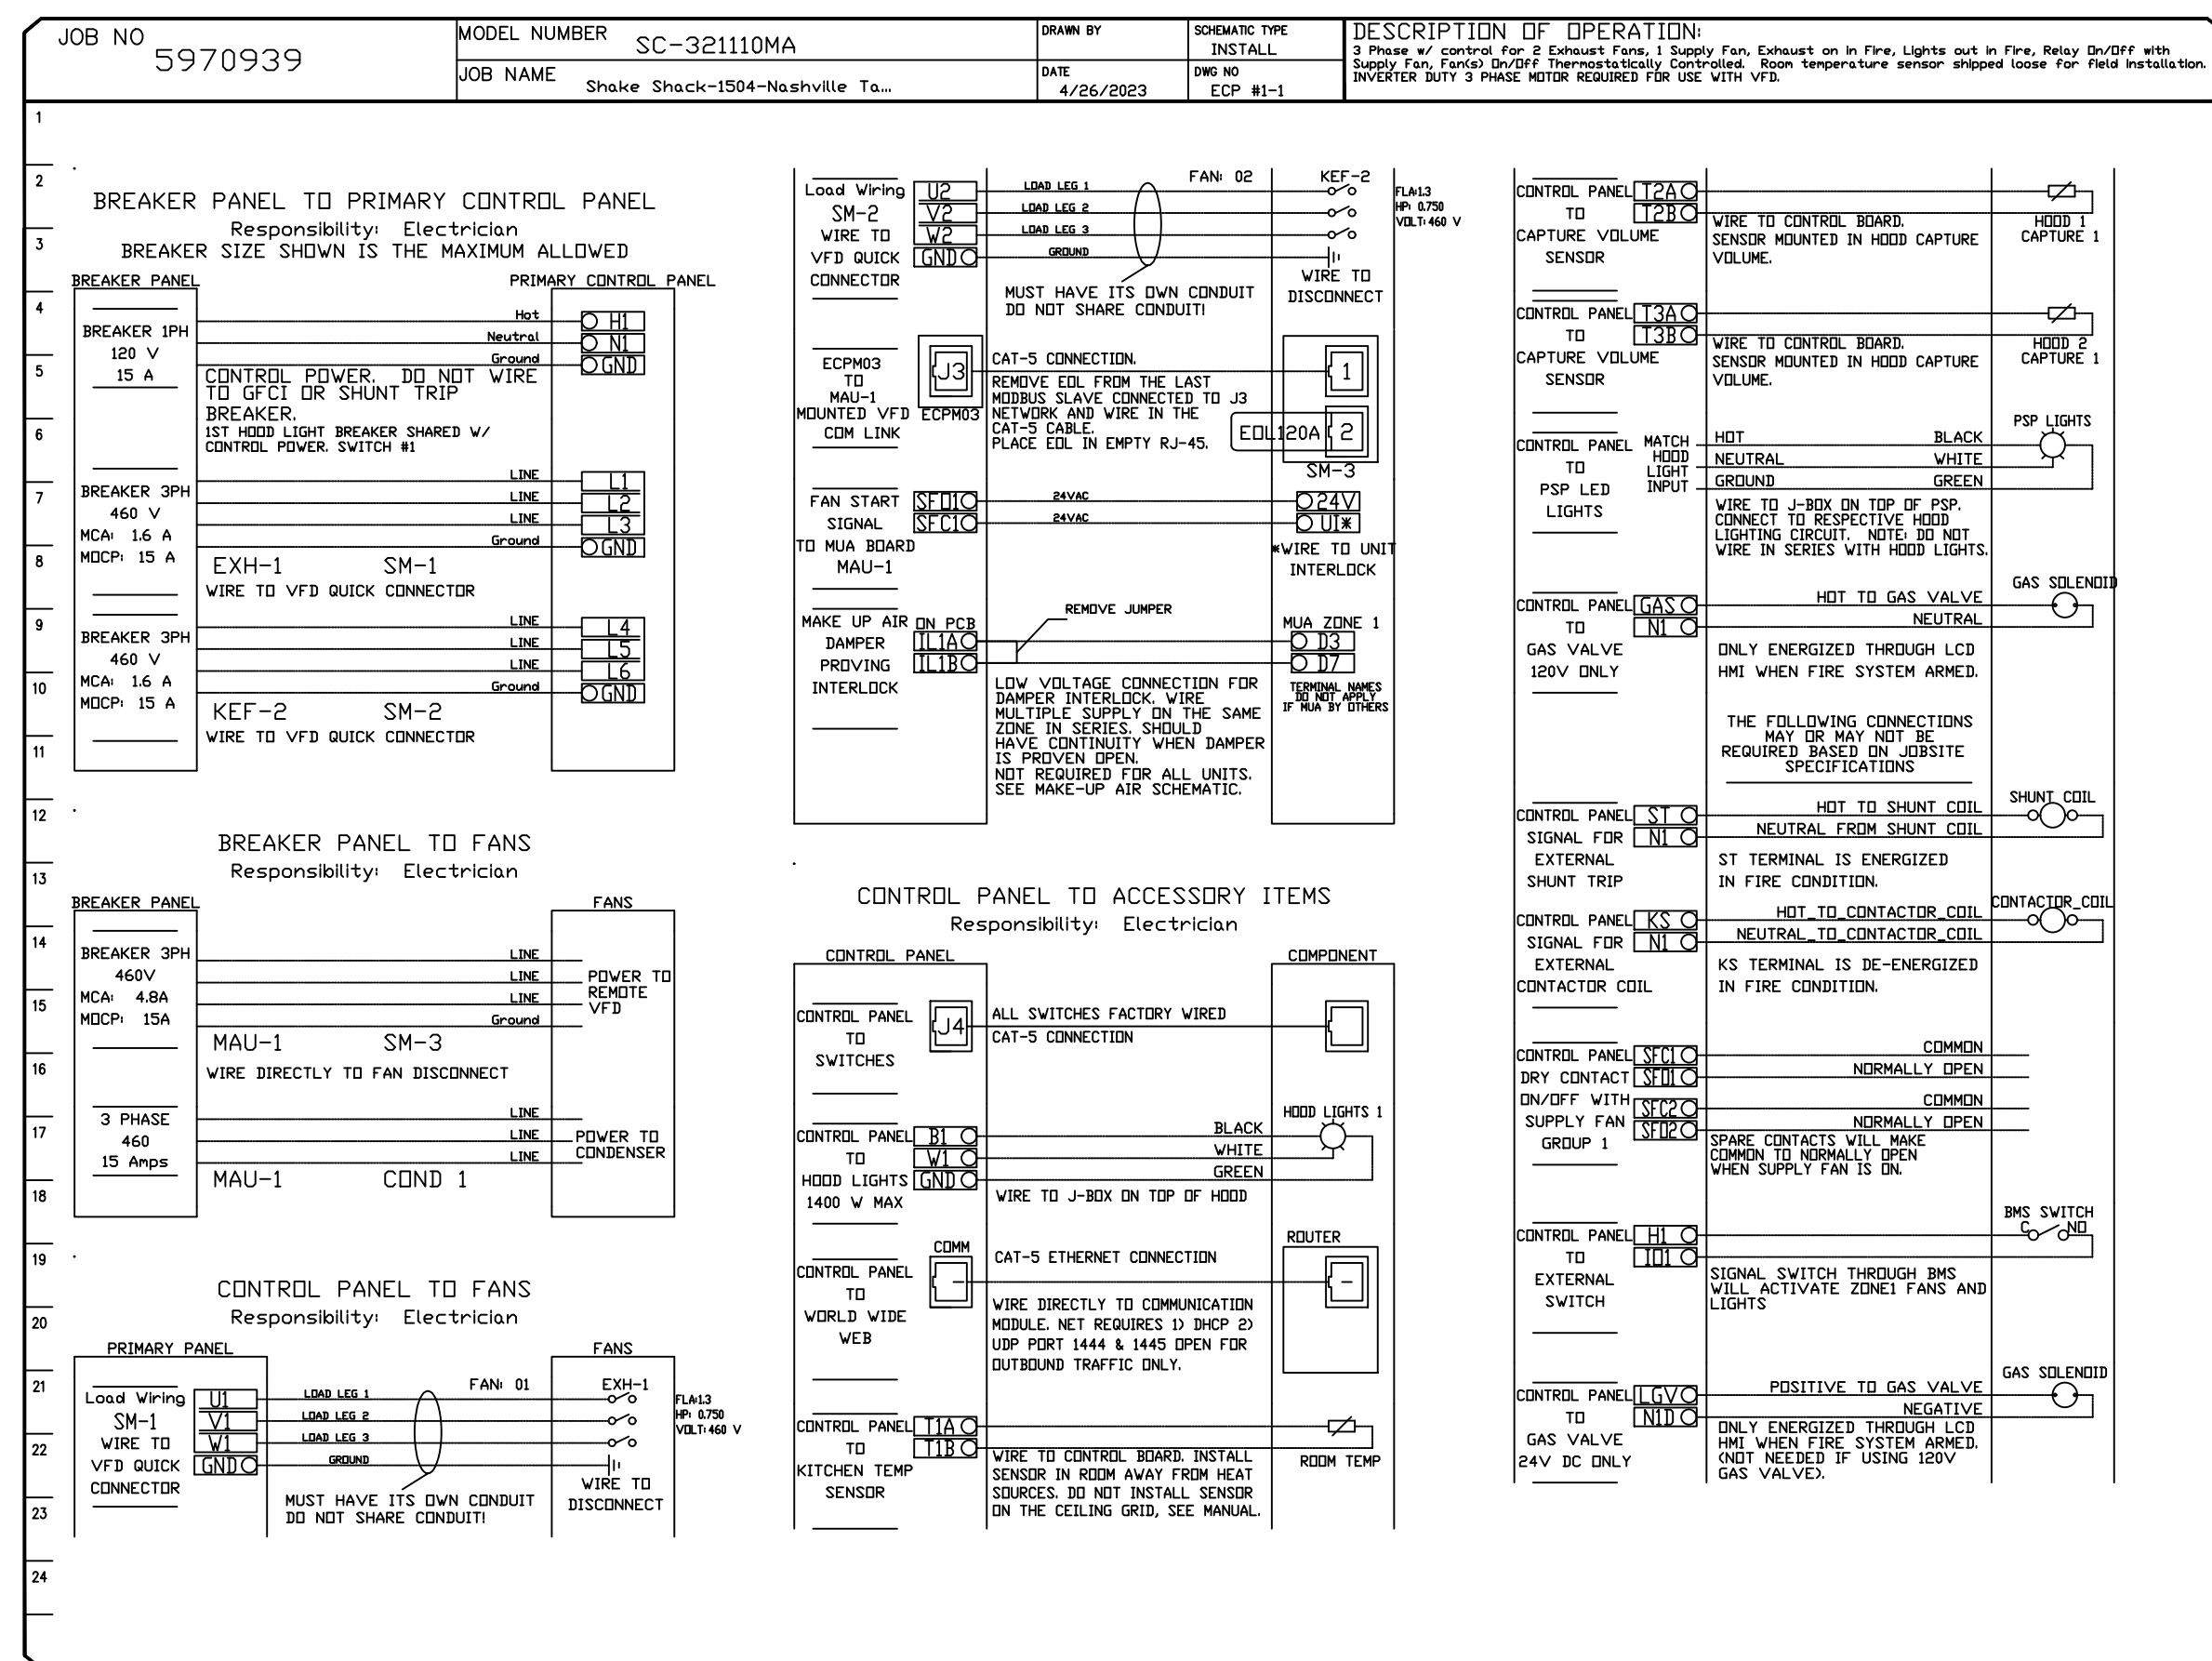 JOB NO
5970939
MODEL NUMBER
SC-321110MA
JOB NAME
Shake Shack-1504-Nashville Ta...
DRAWN BY
DATE
4/26/2023
SCHEMATIC TYPE
INSTALL
DWG NO
ECP #1-1
DESCRIPTION OF OPERATION:
3 Phase w/ control for 2 Exhaust Fans, 1 Supply Fan, Exhaust on in Fire, Lights out in Fire, Relay On/Off with
Supply Fan, Fan(s) On/Off Thermostatically Controlled. Room temperature sensor shipped loose for field installation.
INVERTER DUTY 3 PHASE MOTOR REQUIRED FOR USE WITH VFD.
1
2
3
4
5
6
7
8
9
10
11
12
13
14
15
16
17
18
19
20
21
22
23
24
BREAKER PANEL TO PRIMARY CONTROL PANEL
Responsibility: Electrician
BREAKER SIZE SHOWN IS THE MAXIMUM ALLOWED
BREAKER PANEL
PRIMARY CONTROL PANEL
BREAKER 1PH
120 V
15 A
Hot
H1
Neutral
N1
Ground
GND
CONTROL POWER. DO NOT WIRE
TO GFCI OR SHUNT TRIP
BREAKER.
1ST HOOD LIGHT BREAKER SHARED W/
CONTROL POWER. SWITCH #1
BREAKER 3PH
460 V
MCA: 1.6 A
MOCP: 15 A
LINE
L1
LINE
L2
LINE
L3
Ground
GND
EXH-1
SM-1
WIRE TO VFD QUICK CONNECTOR
BREAKER 3PH
460 V
MCA: 1.6 A
MOCP: 15 A
LINE
L4
LINE
L5
LINE
L6
Ground
GND
KEF-2
SM-2
WIRE TO VFD QUICK CONNECTOR
BREAKER PANEL TO FANS
Responsibility: Electrician
BREAKER PANEL
FANS
BREAKER 3PH
460V
MCA: 4.8A
MOCP: 15A
LINE
LINE
LINE
Ground
POWER TO
REMOTE
VFD
MAU-1
SM-3
WIRE DIRECTLY TO FAN DISCONNECT
3 PHASE
460
15 Amps
LINE
LINE
LINE
POWER TO
CONDENSER
MAU-1
COND 1
CONTROL PANEL TO FANS
Responsibility: Electrician
PRIMARY PANEL
FANS
Load Wiring
SM-1
WIRE TO
VFD QUICK
CONNECTOR
U1
V1
W1
GND
LOAD LEG 1
LOAD LEG 2
LOAD LEG 3
GROUND
FAN: 01
EXH-1
FLA:1.3
HP: 0.750
VOLT: 460 V
WIRE TO
DISCONNECT
MUST HAVE ITS OWN CONDUIT
DO NOT SHARE CONDUIT!
Load Wiring
SM-2
WIRE TO
VFD QUICK
CONNECTOR
U2
V2
W2
GND
LOAD LEG 1
LOAD LEG 2
LOAD LEG 3
GROUND
FAN: 02
KEF-2
FLA:1.3
HP: 0.750
VOLT: 460 V
WIRE TO
DISCONNECT
MUST HAVE ITS OWN CONDUIT
DO NOT SHARE CONDUIT!
ECPM03
TO
MAU-1
MOUNTED VFD
COM LINK
J3
ECPM03
CAT-5 CONNECTION.
REMOVE EOL FROM THE LAST
MODBUS SLAVE CONNECTED TO J3
NETWORK AND WIRE IN THE
CAT-5 CABLE.
PLACE EOL IN EMPTY RJ-45.
1
EOL120A
2
SM-3
FAN START
SIGNAL
TO MUA BOARD
MAU-1
SFO1
SFC1
24VAC
24VAC
24V
UI*
*WIRE TO UNIT
INTERLOCK
MAKE UP AIR
DAMPER
PROVING
INTERLOCK
ON PCB
IL1A
IL1B
REMOVE JUMPER
MUA ZONE 1
D3
D7
TERMINAL NAMES
DO NOT APPLY
IF MUA BY OTHERS
LOW VOLTAGE CONNECTION FOR
DAMPER INTERLOCK. WIRE
MULTIPLE SUPPLY ON THE SAME
ZONE IN SERIES. SHOULD
HAVE CONTINUITY WHEN DAMPER
IS PROVEN OPEN.
NOT REQUIRED FOR ALL UNITS.
SEE MAKE-UP AIR SCHEMATIC.
CONTROL PANEL TO ACCESSORY ITEMS
Responsibility: Electrician
CONTROL PANEL
COMPONENT
CONTROL PANEL
TO
SWITCHES
J4
ALL SWITCHES FACTORY WIRED
CAT-5 CONNECTION
CONTROL PANEL
TO
HOOD LIGHTS
1400 W MAX
B1
W1
GND
BLACK
WHITE
GREEN
HOOD LIGHTS 1
WIRE TO J-BOX ON TOP OF HOOD
CONTROL PANEL
TO
WORLD WIDE
WEB
COMM
CAT-5 ETHERNET CONNECTION
ROUTER
WIRE DIRECTLY TO COMMUNICATION
MODULE. NET REQUIRES 1) DHCP 2)
UDP PORT 1444 & 1445 OPEN FOR
OUTBOUND TRAFFIC ONLY.
CONTROL PANEL
TO
KITCHEN TEMP
SENSOR
T1A
T1B
ROOM TEMP
WIRE TO CONTROL BOARD. INSTALL
SENSOR IN ROOM AWAY FROM HEAT
SOURCES. DO NOT INSTALL SENSOR
ON THE CEILING GRID, SEE MANUAL.
CONTROL PANEL
TO
CAPTURE VOLUME
SENSOR
T2A
T2B
WIRE TO CONTROL BOARD.
SENSOR MOUNTED IN HOOD CAPTURE
VOLUME.
HOOD 1
CAPTURE 1
CONTROL PANEL
TO
CAPTURE VOLUME
SENSOR
T3A
T3B
WIRE TO CONTROL BOARD.
SENSOR MOUNTED IN HOOD CAPTURE
VOLUME.
HOOD 2
CAPTURE 1
CONTROL PANEL
TO
PSP LED
LIGHTS
MATCH
HOOD
LIGHT
INPUT
HOT
NEUTRAL
GROUND
BLACK
WHITE
GREEN
PSP LIGHTS
WIRE TO J-BOX ON TOP OF PSP.
CONNECT TO RESPECTIVE HOOD
LIGHTING CIRCUIT. NOTE: DO NOT
WIRE IN SERIES WITH HOOD LIGHTS.
CONTROL PANEL
TO
GAS VALVE
120V ONLY
GAS
N1
HOT TO GAS VALVE
NEUTRAL
GAS SOLENOID
ONLY ENERGIZED THROUGH LCD
HMI WHEN FIRE SYSTEM ARMED.
THE FOLLOWING CONNECTIONS
MAY OR MAY NOT BE
REQUIRED BASED ON JOBSITE
SPECIFICATIONS
CONTROL PANEL
SIGNAL FOR
EXTERNAL
SHUNT TRIP
ST
N1
HOT TO SHUNT COIL
NEUTRAL FROM SHUNT COIL
SHUNT COIL
ST TERMINAL IS ENERGIZED
IN FIRE CONDITION.
CONTROL PANEL
SIGNAL FOR
EXTERNAL
CONTACTOR COIL
KS
N1
HOT_TO_CONTACTOR_COIL
NEUTRAL_TO_CONTACTOR_COIL
CONTACTOR_COIL
KS TERMINAL IS DE-ENERGIZED
IN FIRE CONDITION.
CONTROL PANEL
DRY CONTACT
ON/OFF WITH
SUPPLY FAN
GROUP 1
SFC1
SFO1
SFC2
SFO2
COMMON
NORMALLY OPEN
COMMON
NORMALLY OPEN
SPARE CONTACTS WILL MAKE
COMMON TO NORMALLY OPEN
WHEN SUPPLY FAN IS ON.
CONTROL PANEL
TO
EXTERNAL
SWITCH
H1
IO1
BMS SWITCH
C
NO
SIGNAL SWITCH THROUGH BMS
WILL ACTIVATE ZONE1 FANS AND
LIGHTS
CONTROL PANEL
TO
GAS VALVE
24V DC ONLY
LGV
N1D
POSITIVE TO GAS VALVE
NEGATIVE
GAS SOLENOID
ONLY ENERGIZED THROUGH LCD
HMI WHEN FIRE SYSTEM ARMED.
(NOT NEEDED IF USING 120V
GAS VALVE).